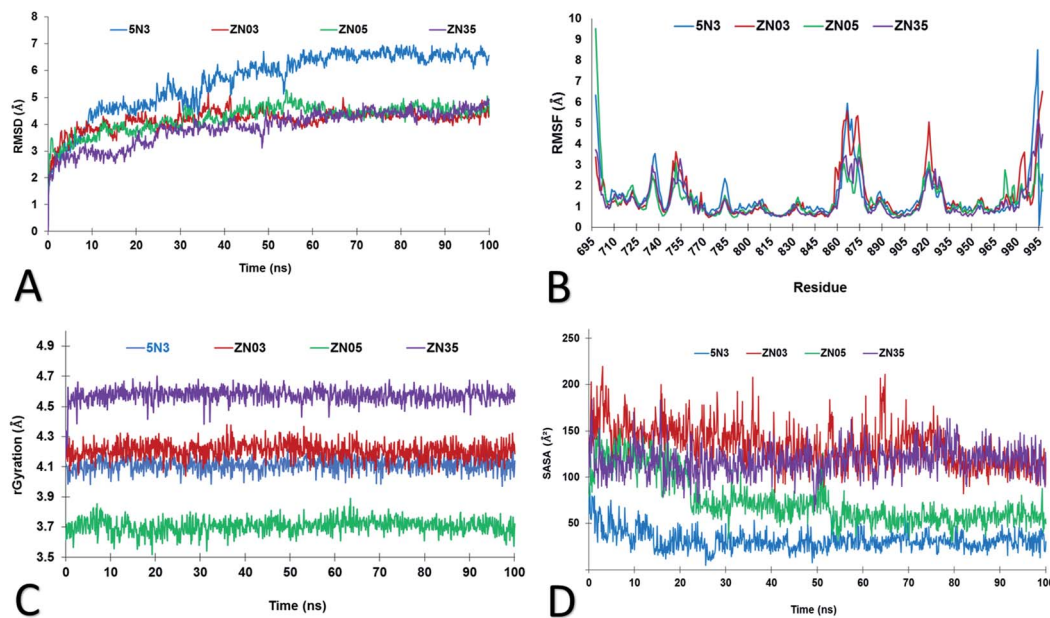 5N3 ZN03 ZN05 ZN35
8
7
6
5
4
3
2
1
0
RMSD (Å)
0 10 20 30 40 50 60 70 80 90 100
Time (ns)
A
5N3 ZN03 ZN05 ZN35
10
9
8
7
6
5
4
3
2
1
0
RMSF (Å)
695 710 725 740 755 770 785 800 815 830 845 860 875 890 905 920 935 950 965 980 995
Residue
B
5N3 ZN03 ZN05 ZN35
4.9
4.7
4.5
4.3
4.1
3.9
3.7
3.5
rGyration (Å)
0 10 20 30 40 50 60 70 80 90 100
Time (ns)
C
5N3 ZN03 ZN05 ZN35
250
200
150
100
50
SASA (Å²)
0 10 20 30 40 50 60 70 80 90 100
Time (ns)
D